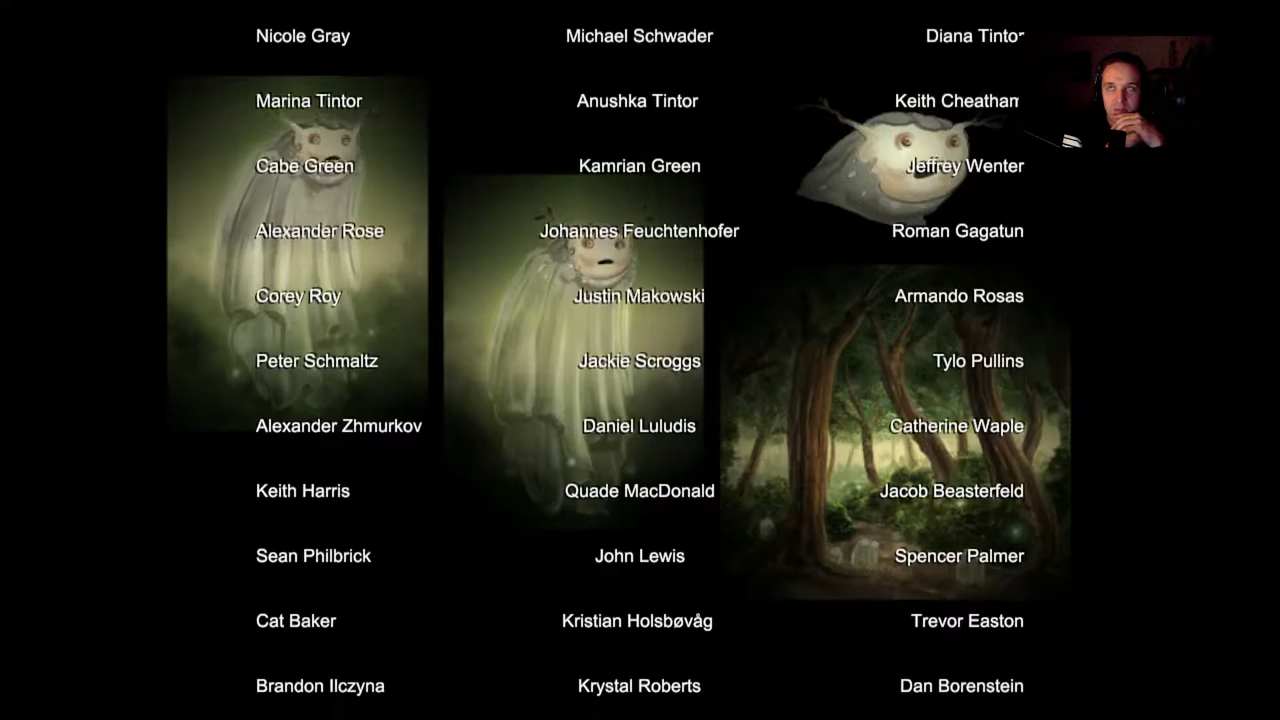 Nicole Gray Michael Schwader Diana Tintor
Marina Tintor Anushka Tintor Keith Cheatham
Cabe Green Kamrian Green Jeffrey Wenter
Alexander Rose Johannes Feuchtenhofer Roman Gagatun
Corey Roy Justin Makowski Armando Rosas
Peter Schmaltz Jackie Scroggs Tylo Pullins
Alexander Zhmurkov Daniel Luludis Catherine Waple
Keith Harris Quade MacDonald Jacob Beasterfeld
Sean Philbrick John Lewis Spencer Palmer
Cat Baker Kristian Holsbøvåg Trevor Easton
Brandon Ilczyna Krystal Roberts Dan Borenstein